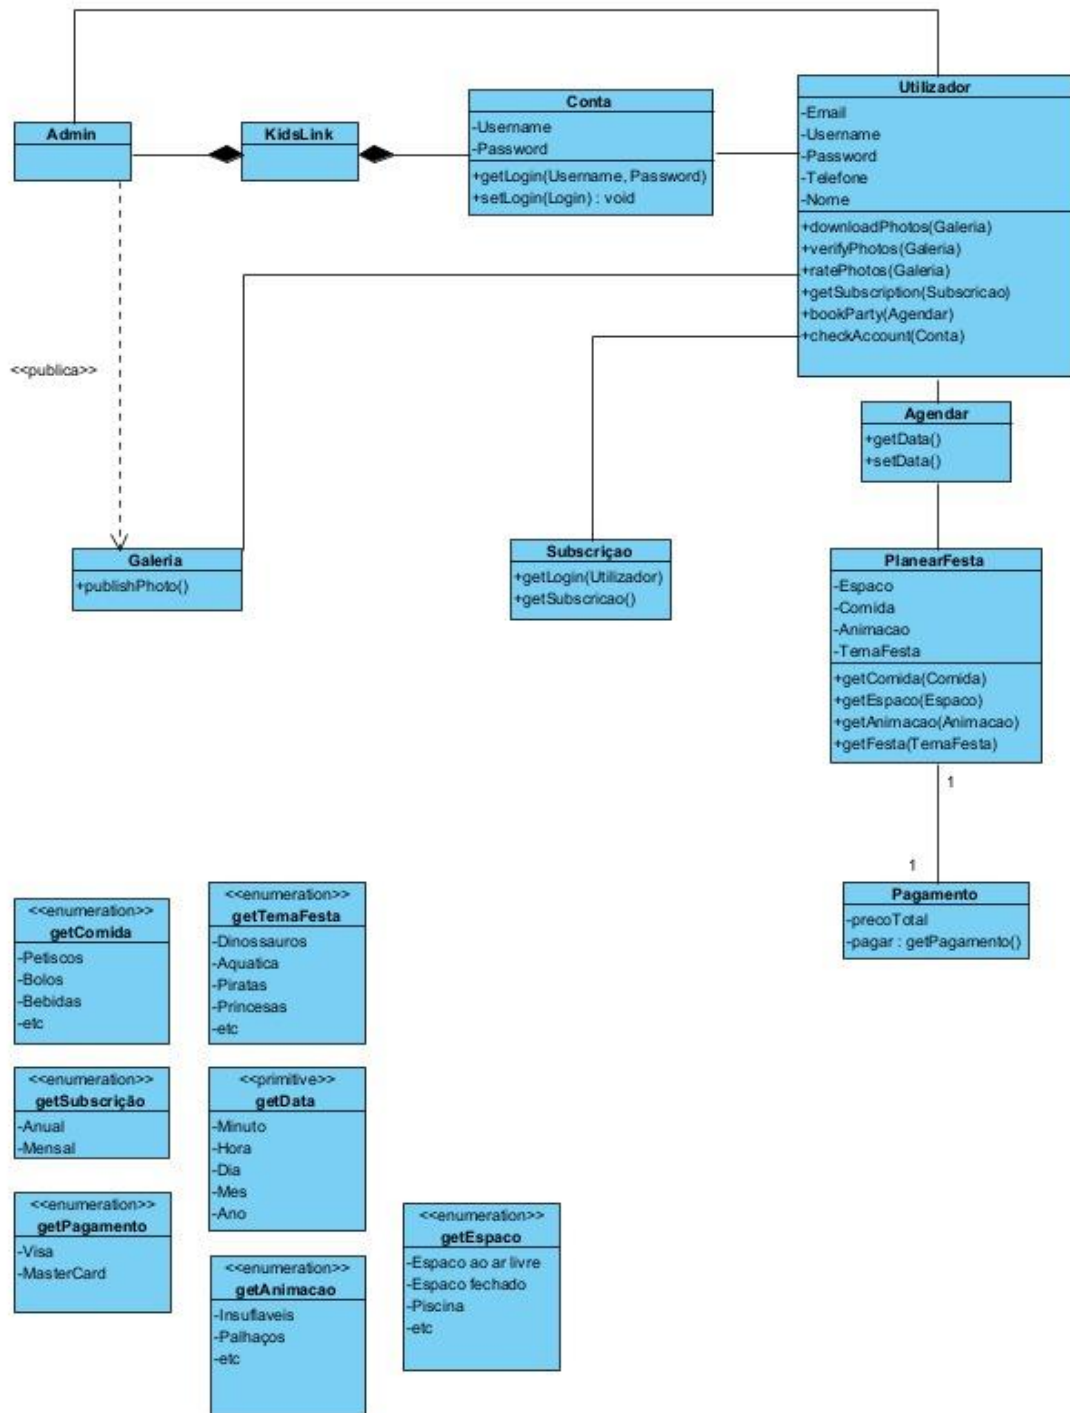 Utilizador
-Email
-Username
-Password
-Telefone
-Nome
+downloadPhotos(Galeria)
+verifyPhotos(Galeria)
+ratePhotos(Galeria)
+getSubscription(Subscricao)
+bookParty(Agendar)
+checkAccount(Conta)
Conta
-Username
-Password
+getLogin(Username, Password)
+setLogin(Login) : void
Admin
KidsLink
<<publica>>
Agendar
+getData()
+setData()
Galeria
+publishPhoto()
Subscriçao
+getLogin(Utilizador)
+getSubscricao()
PlanearFesta
-Espaco
-Comida
-Animacao
-TemaFesta
+getComida(Comida)
+getEspaco(Espaco)
+getAnimacao(Animacao)
+getFesta(TemaFesta)
1
1
Pagamento
-precoTotal
-pagar : getPagamento()
<<enumeration>>
getComida
-Petiscos
-Bolos
-Bebidas
-etc
<<enumeration>>
getTemaFesta
-Dinossauros
-Aquatica
-Piratas
-Princesas
-etc
<<enumeration>>
getSubscrição
-Anual
-Mensal
<<primitive>>
getData
-Minuto
-Hora
-Dia
-Mes
-Ano
<<enumeration>>
getPagamento
-Visa
-MasterCard
<<enumeration>>
getAnimacao
-Insuflaveis
-Palhaços
-etc
<<enumeration>>
getEspaco
-Espaco ao ar livre
-Espaco fechado
-Piscina
-etc